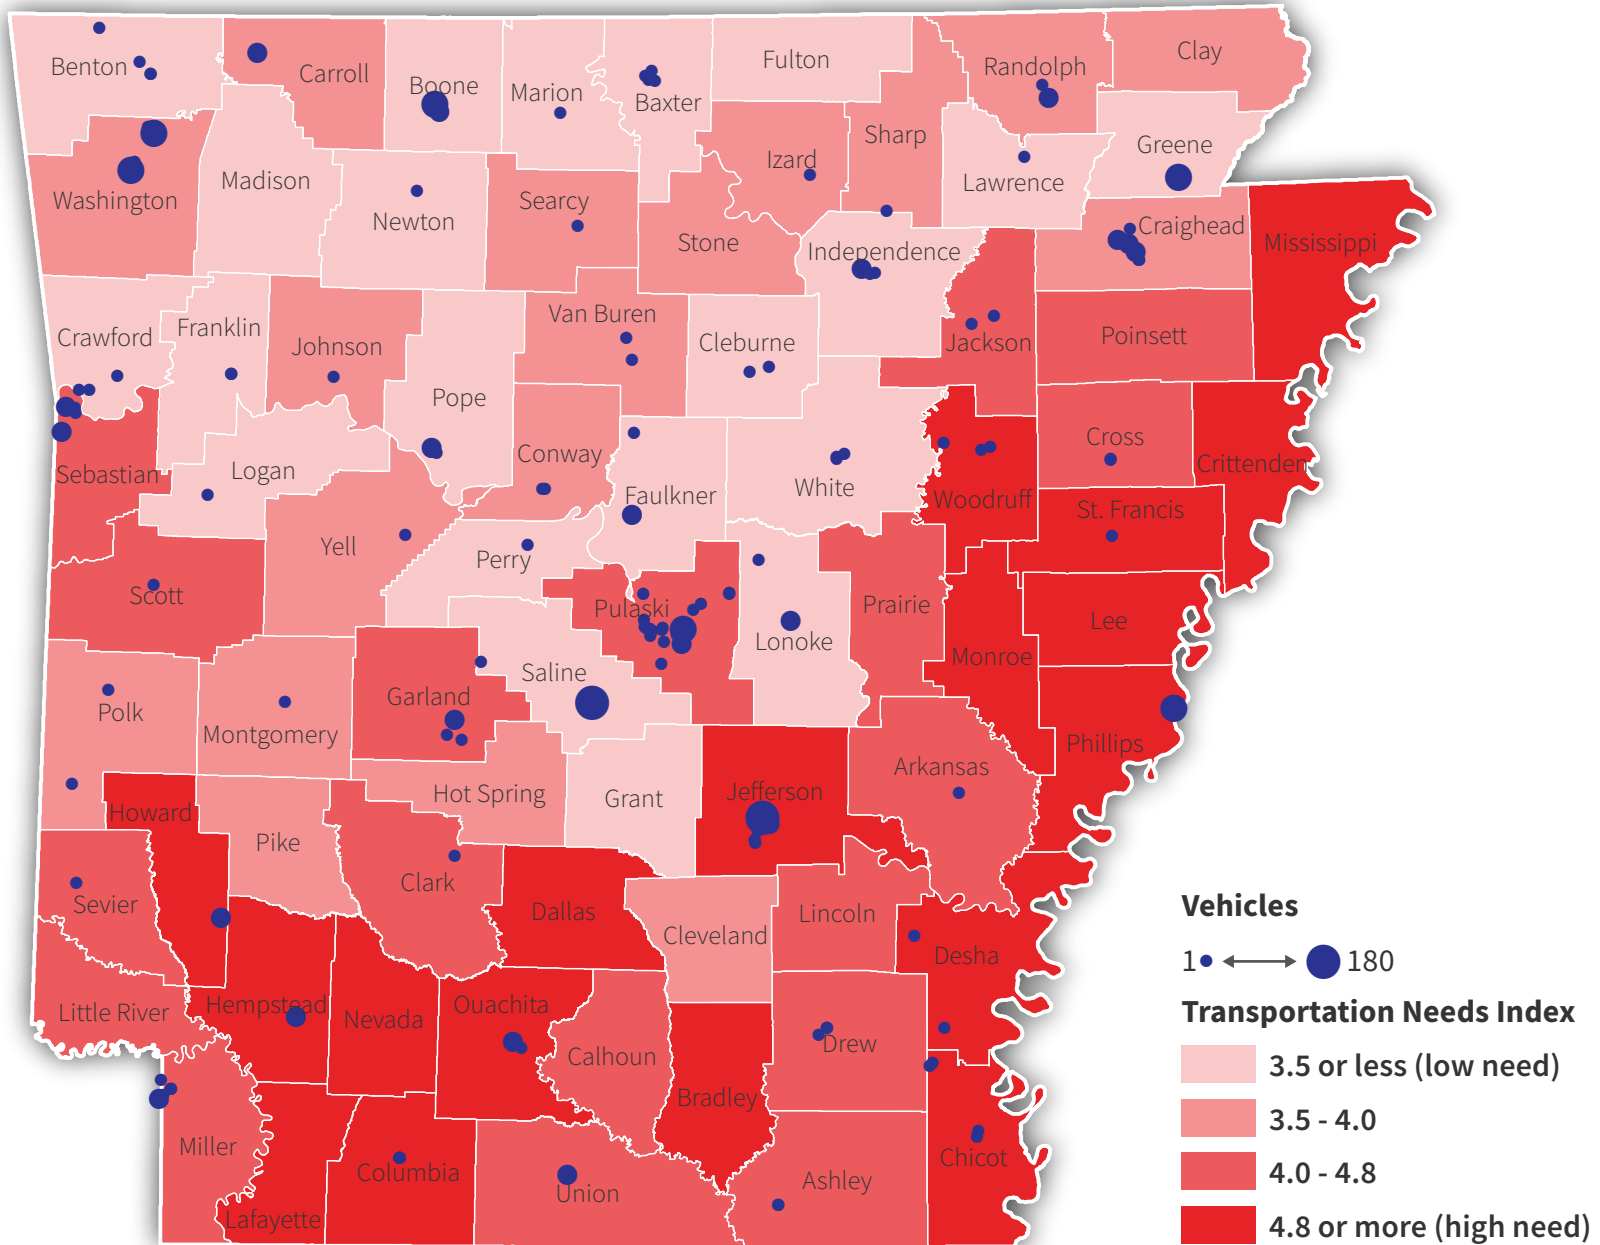 Benton
Carroll
Boone
Marion
Baxter
Fulton
Randolph
Clay
Washington
Madison
Newton
Searcy
Stone
Izard
Sharp
Lawrence
Greene
Independence
Craighead
Mississippi
Crawford
Franklin
Johnson
Pope
Van Buren
Cleburne
Jackson
Poinsett
Sebastian
Logan
Conway
Faulkner
White
Woodruff
Cross
Crittenden
St. Francis
Scott
Yell
Perry
Pulaski
Lonoke
Prairie
Monroe
Lee
Polk
Montgomery
Garland
Saline
Phillips
Howard
Pike
Hot Spring
Grant
Jefferson
Arkansas
Sevier
Clark
Dallas
Cleveland
Lincoln
Desha
Little River
Hempstead
Nevada
Ouachita
Calhoun
Bradley
Drew
Miller
Lafayette
Columbia
Union
Ashley
Chicot
Vehicles
1 180
Transportation Needs Index
3.5 or less (low need)
3.5 - 4.0
4.0 - 4.8
4.8 or more (high need)